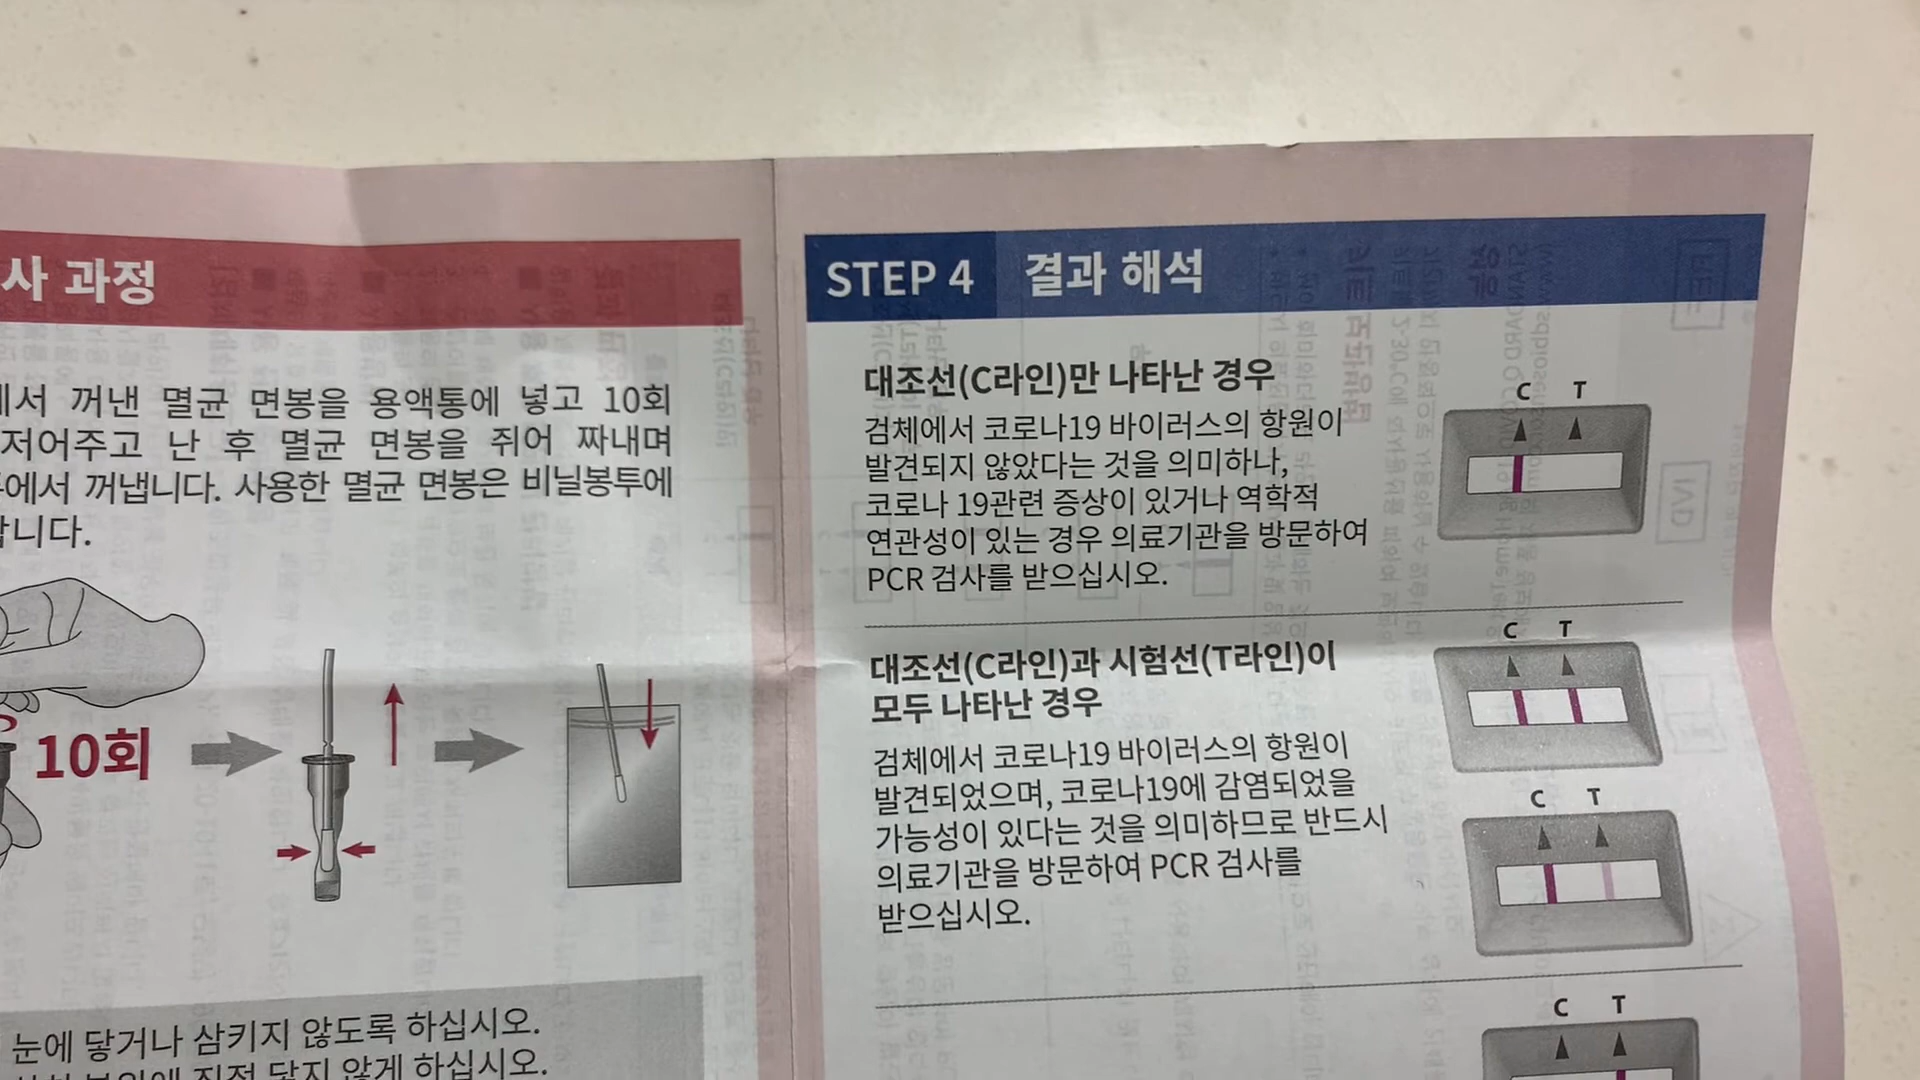 사 과정
에서 꺼낸 멸균 면봉을 용액통에 넣고 10회
저어주고 난 후 멸균 면봉을 쥐어 짜내며
에서 꺼냅니다. 사용한 멸균 면봉은 비닐봉투에
합니다.
10회
눈에 닿거나 삼키지 않도록 하십시오.
직접 닿지 않게 하십시오.
STEP 4 결과 해석
대조선(C라인)만 나타난 경우
검체에서 코로나19 바이러스의 항원이
발견되지 않았다는 것을 의미하나,
코로나 19관련 증상이 있거나 역학적
연관성이 있는 경우 의료기관을 방문하여
PCR 검사를 받으십시오.
C T
대조선(C라인)과 시험선(T라인)이
모두 나타난 경우
검체에서 코로나19 바이러스의 항원이
발견되었으며, 코로나19에 감염되었을
가능성이 있다는 것을 의미하므로 반드시
의료기관을 방문하여 PCR 검사를
받으십시오.
C T
C T
C T